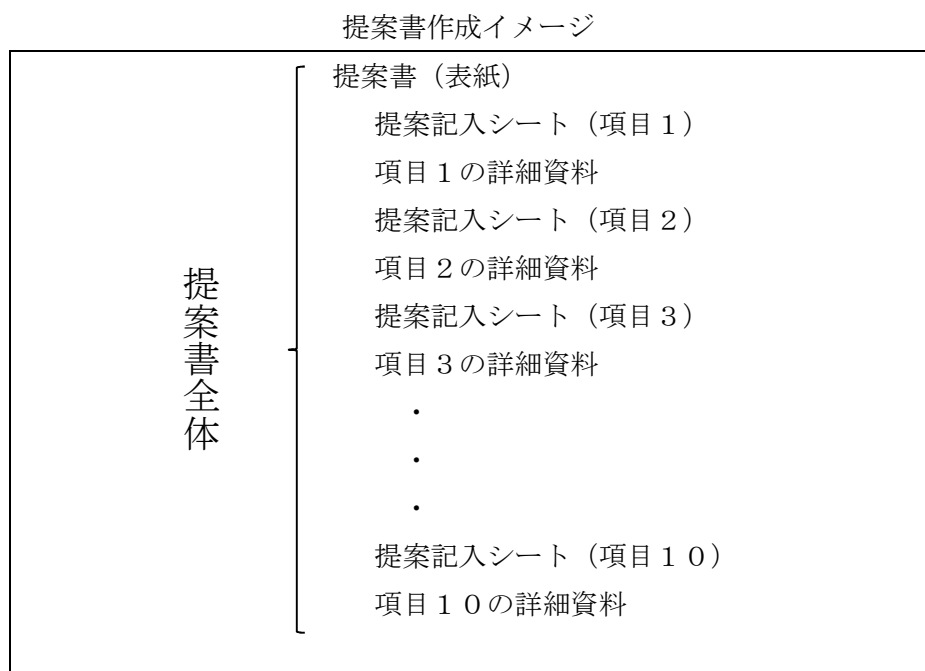 提案書作成イメージ
提案書（表紙）
提案記入シート（項目１）
項目１の詳細資料
提案記入シート（項目２）
項目２の詳細資料
提案記入シート（項目３）
項目３の詳細資料
・
・
・
提案記入シート（項目１０）
項目１０の詳細資料
提案書全体